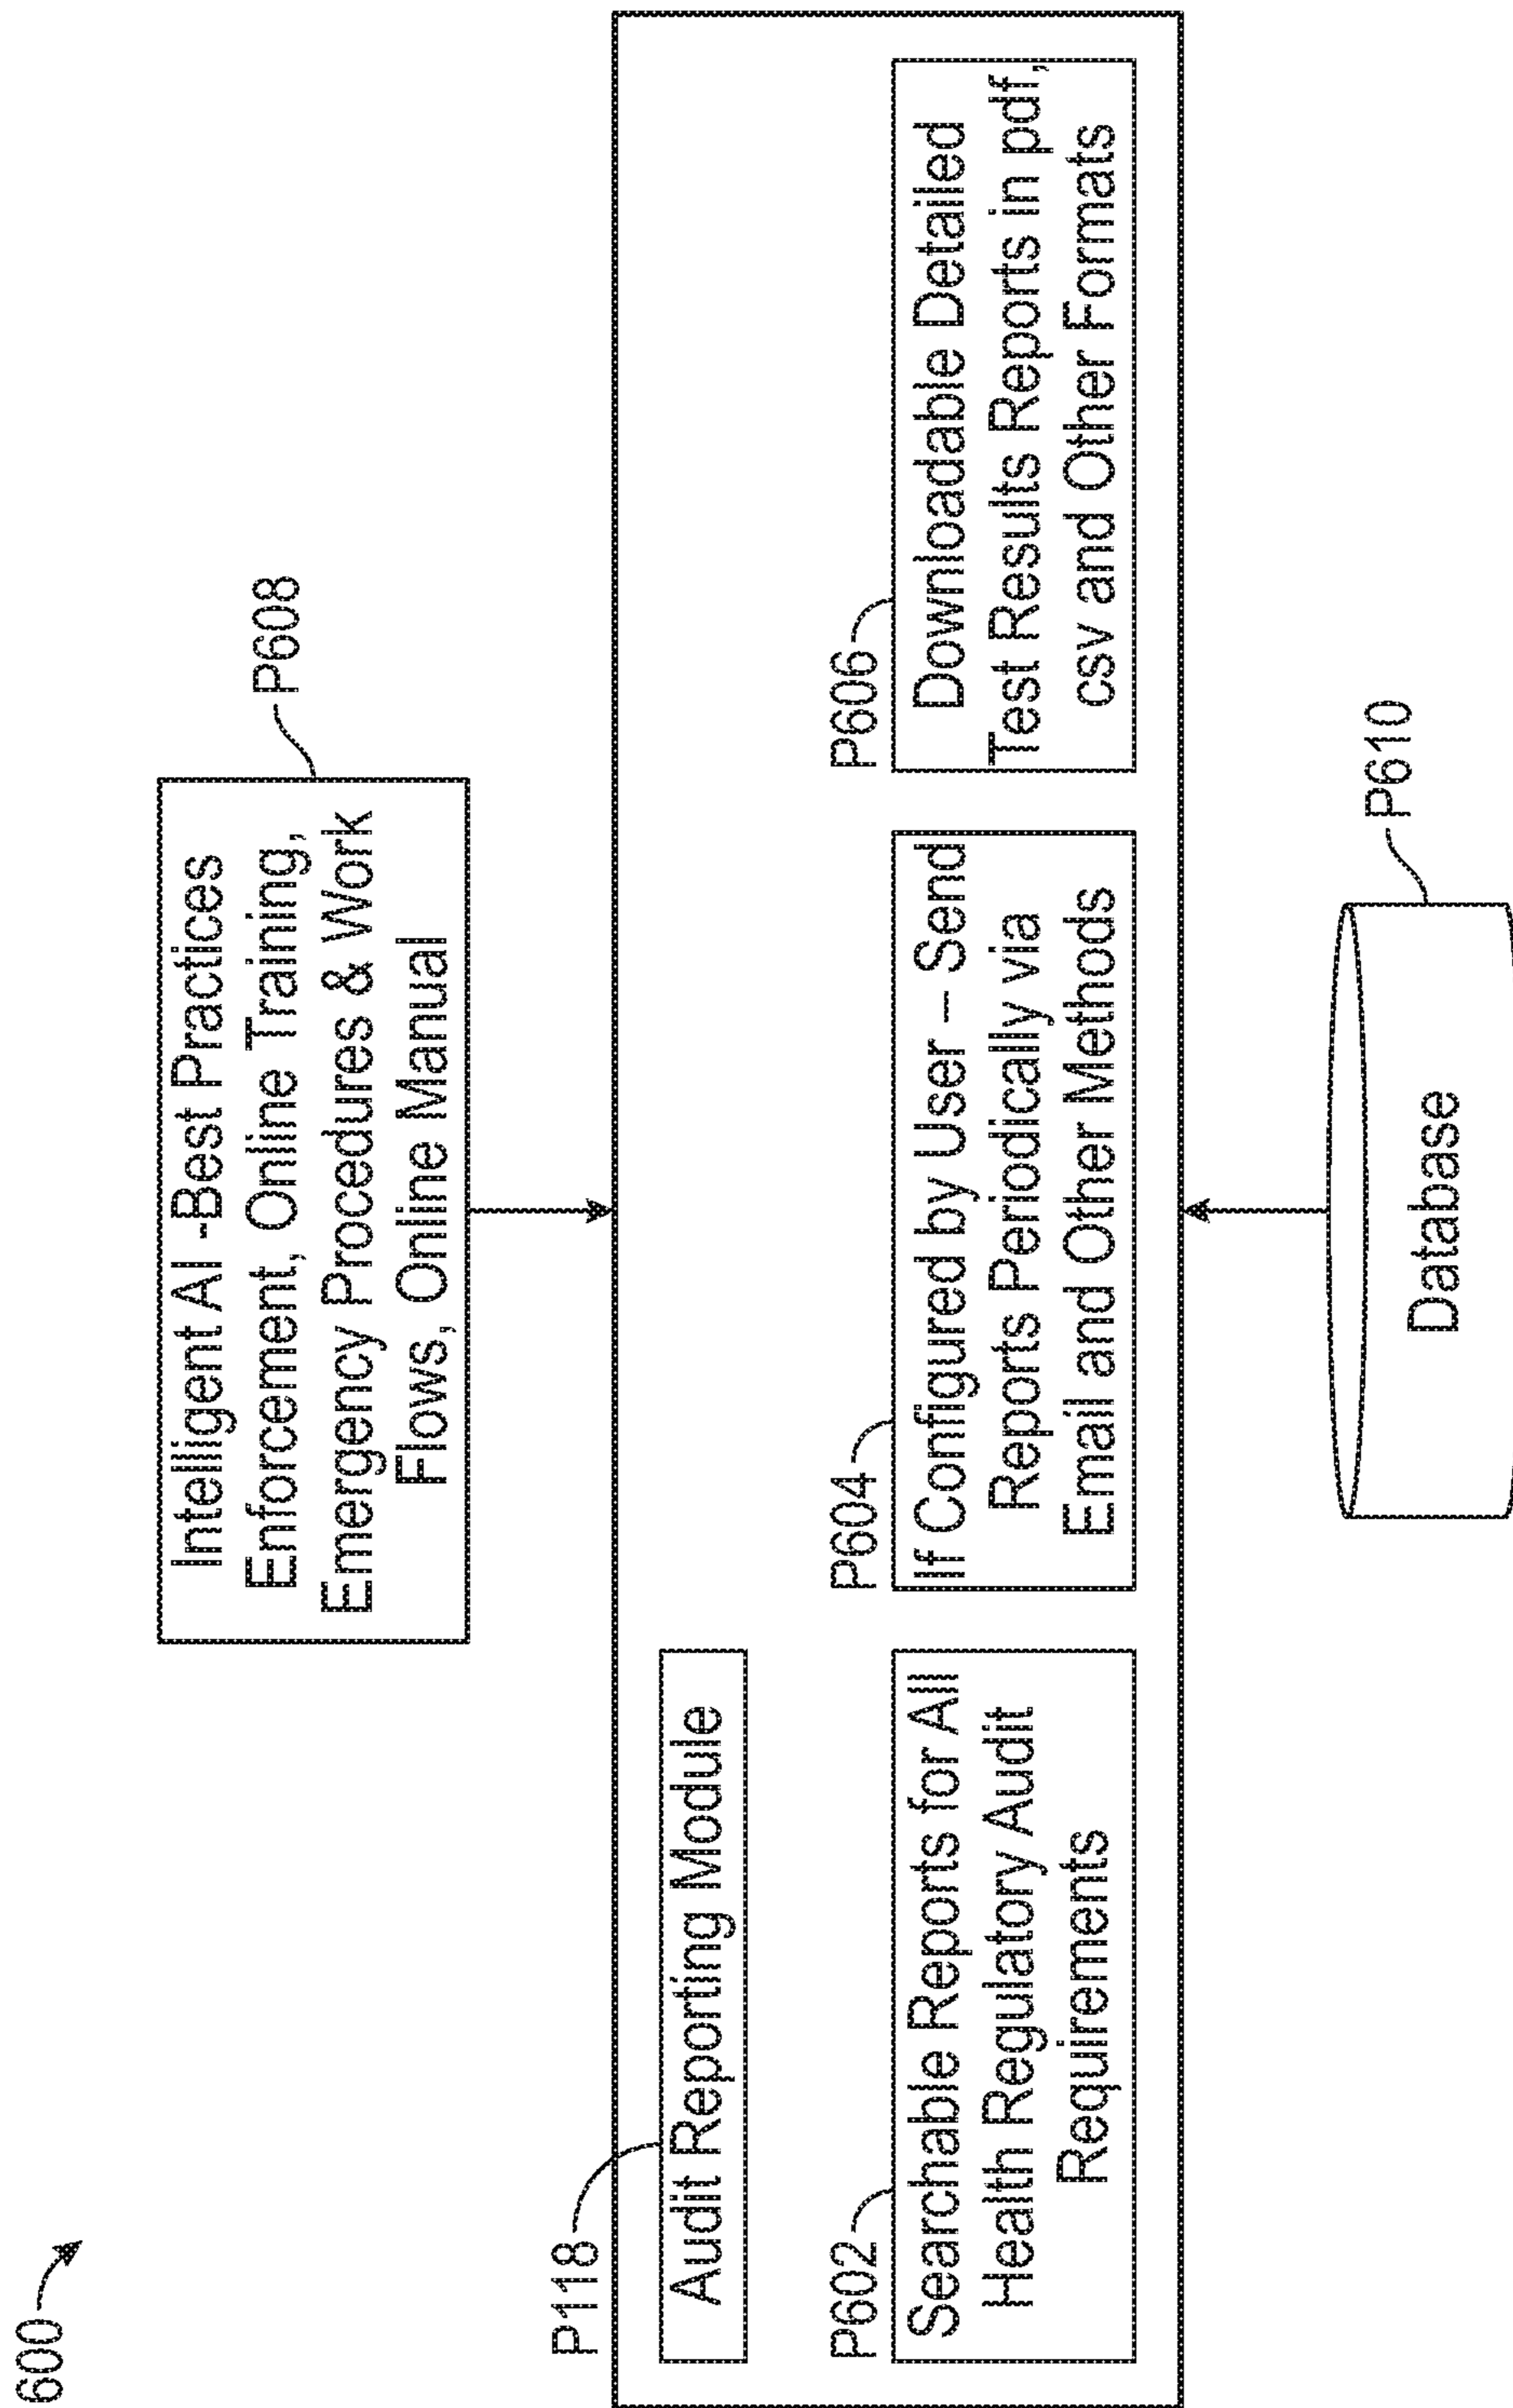 600
Intelligent AI -Best Practices
Enforcement, Online Training,
Emergency Procedures & Work
Flows, Online Manual
P608
P118
Audit Reporting Module
P602
Searchable Reports for All
Health Regulatory Audit
Requirements
P604
If Configured by User – Send
Reports Periodically via
Email and Other Methods
P606
Downloadable Detailed
Test Results Reports in pdf,
csv and Other Formats
Database
P610